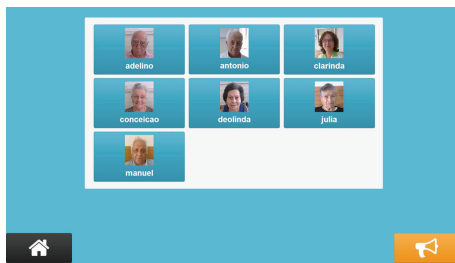 adelino
antonio
clarinda
conceicao
deolinda
julia
manuel